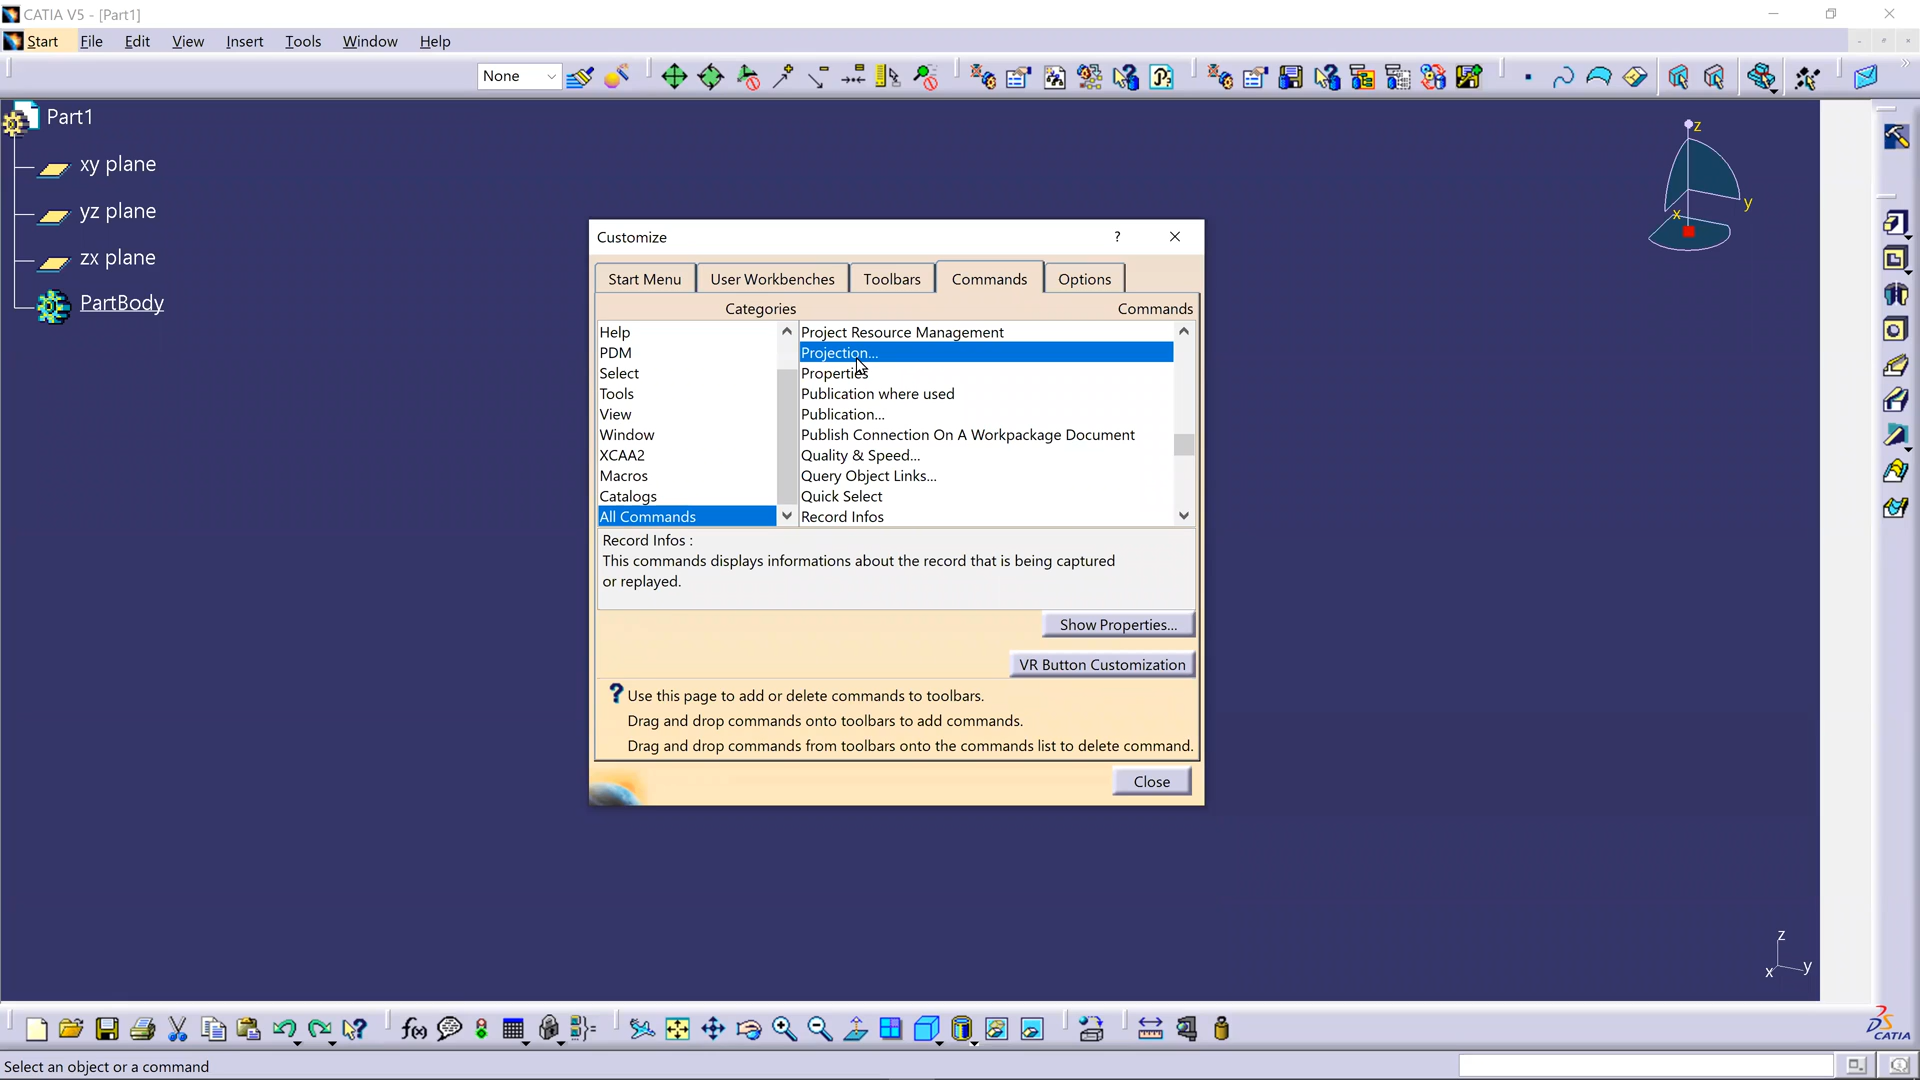 CATIA V5 - [Part1]
Start File Edit View Insert Tools Window Help
None
Part1
xy plane
yz plane
zx plane
PartBody
z
y
x
Customize
?
Start Menu User Workbenches Toolbars Commands Options
Categories Commands
Help
PDM
Select
Tools
View
Window
XCAA2
Macros
Catalogs
All Commands
Project Resource Management
Projection...
Properties
Publication where used
Publication...
Publish Connection On A Workpackage Document
Quality & Speed...
Query Object Links...
Quick Select
Record Infos
Record Infos :
This commands displays informations about the record that is being captured
or replayed.
Show Properties...
VR Button Customization
? Use this page to add or delete commands to toolbars.
Drag and drop commands onto toolbars to add commands.
Drag and drop commands from toolbars onto the commands list to delete command.
Close
z
x y
f(x)
CATIA
Select an object or a command